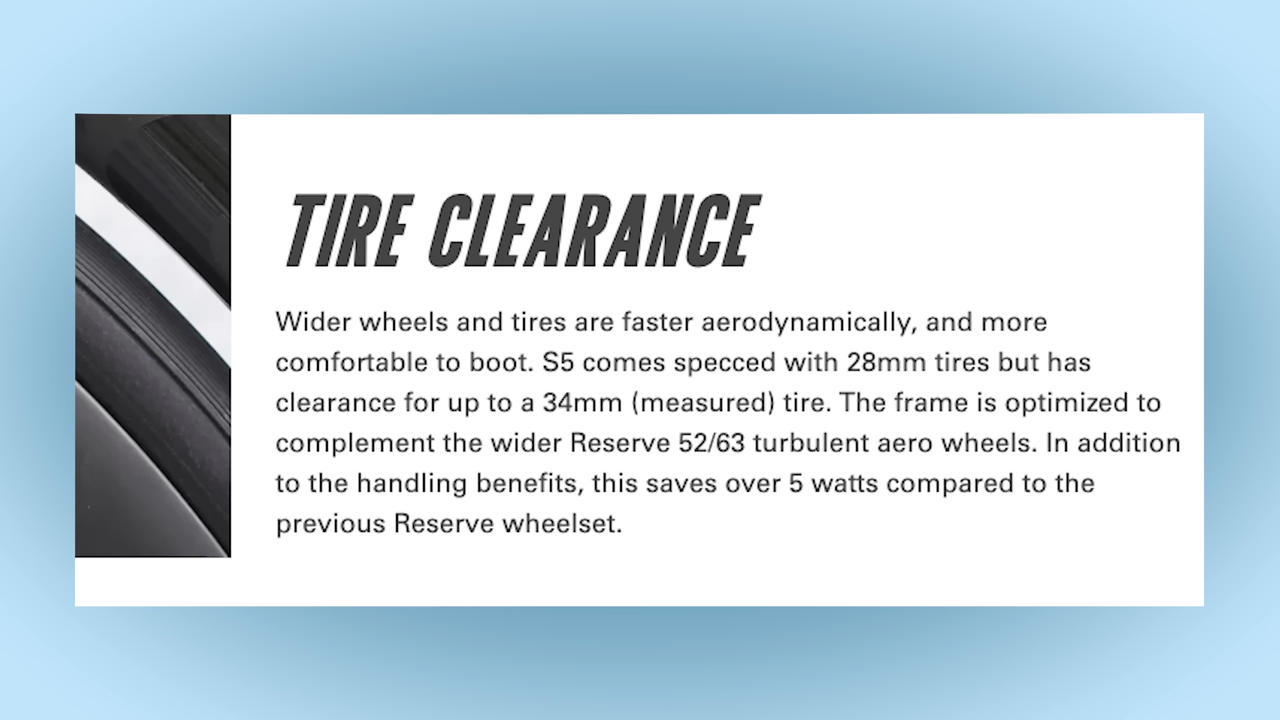 TIRE CLEARANCE
Wider wheels and tires are faster aerodynamically, and more
comfortable to boot. S5 comes specced with 28mm tires but has
clearance for up to a 34mm (measured) tire. The frame is optimized to
complement the wider Reserve 52/63 turbulent aero wheels. In addition
to the handling benefits, this saves over 5 watts compared to the
previous Reserve wheelset.